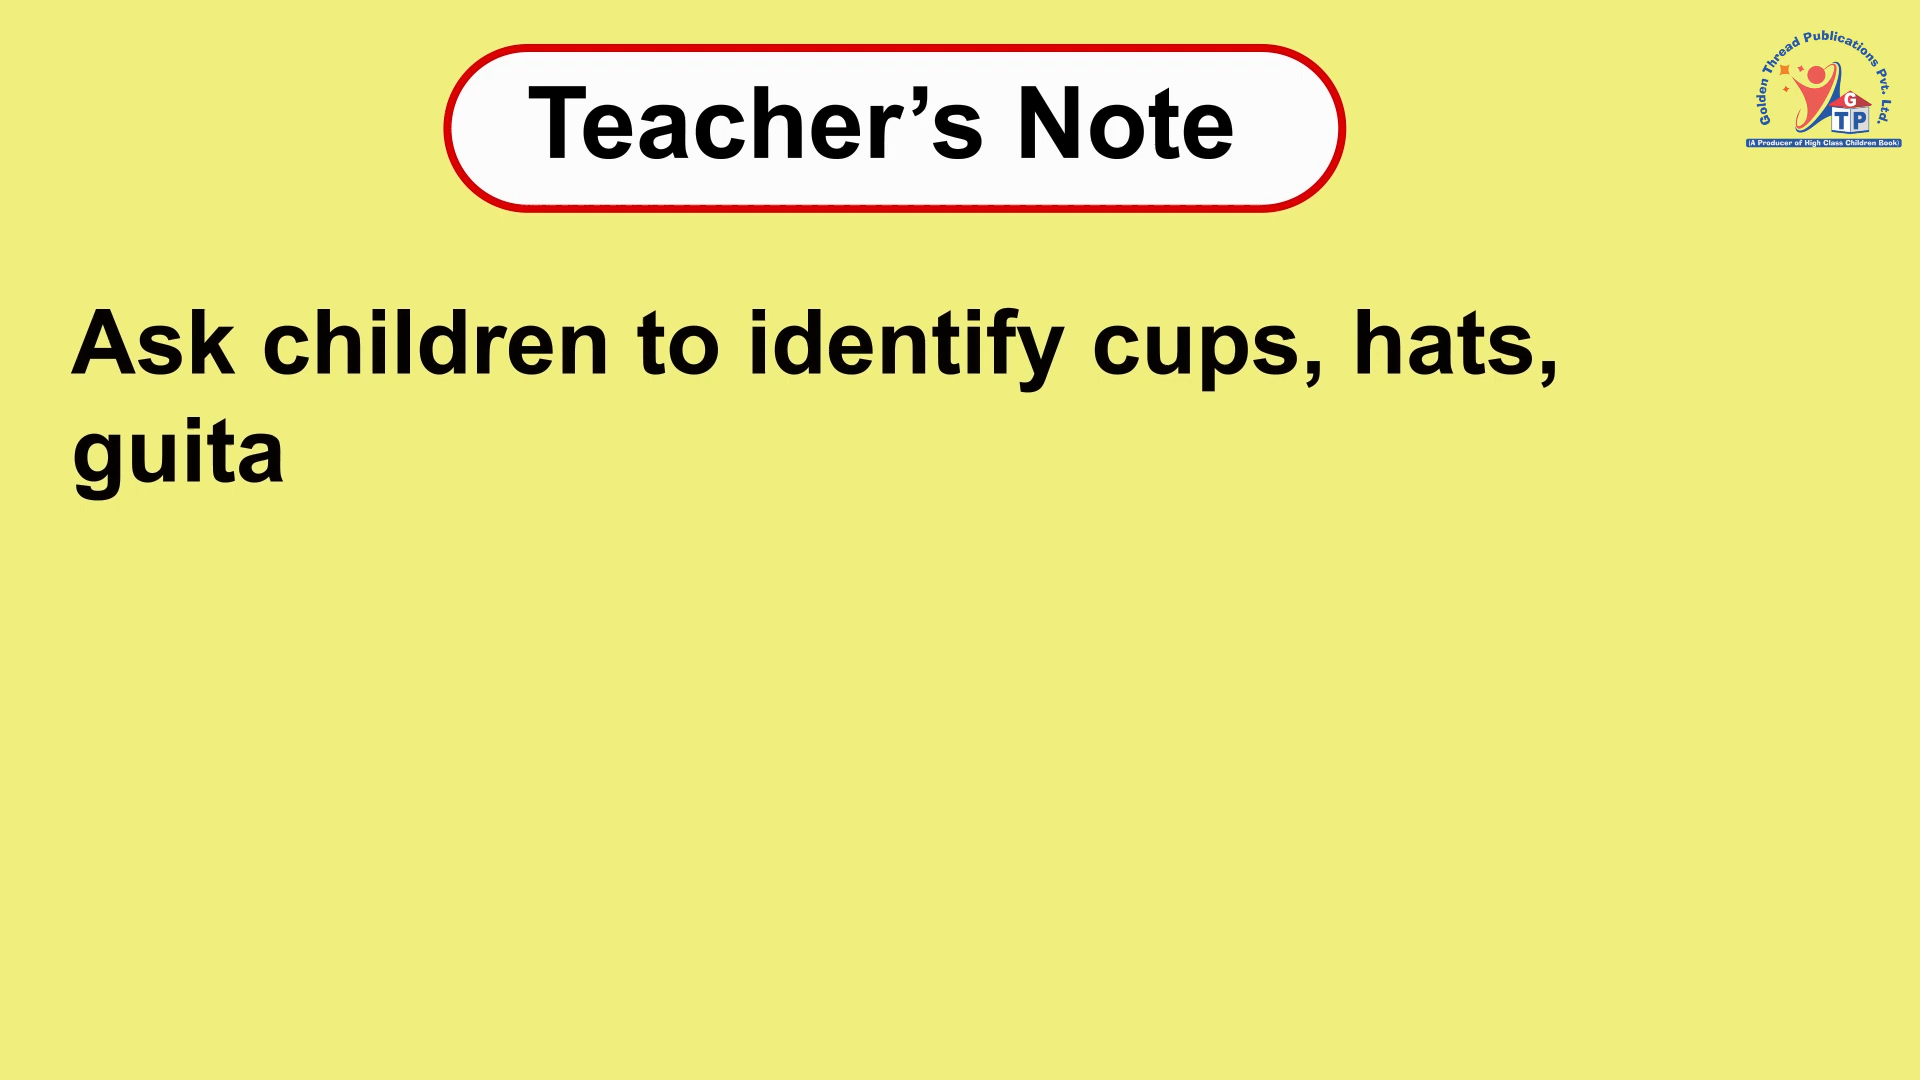 Teacher’s Note
Golden Thread Publications Pvt. Ltd.
G
TP
(A Producer of High Class Children Book)
Ask children to identify cups, hats,
guita